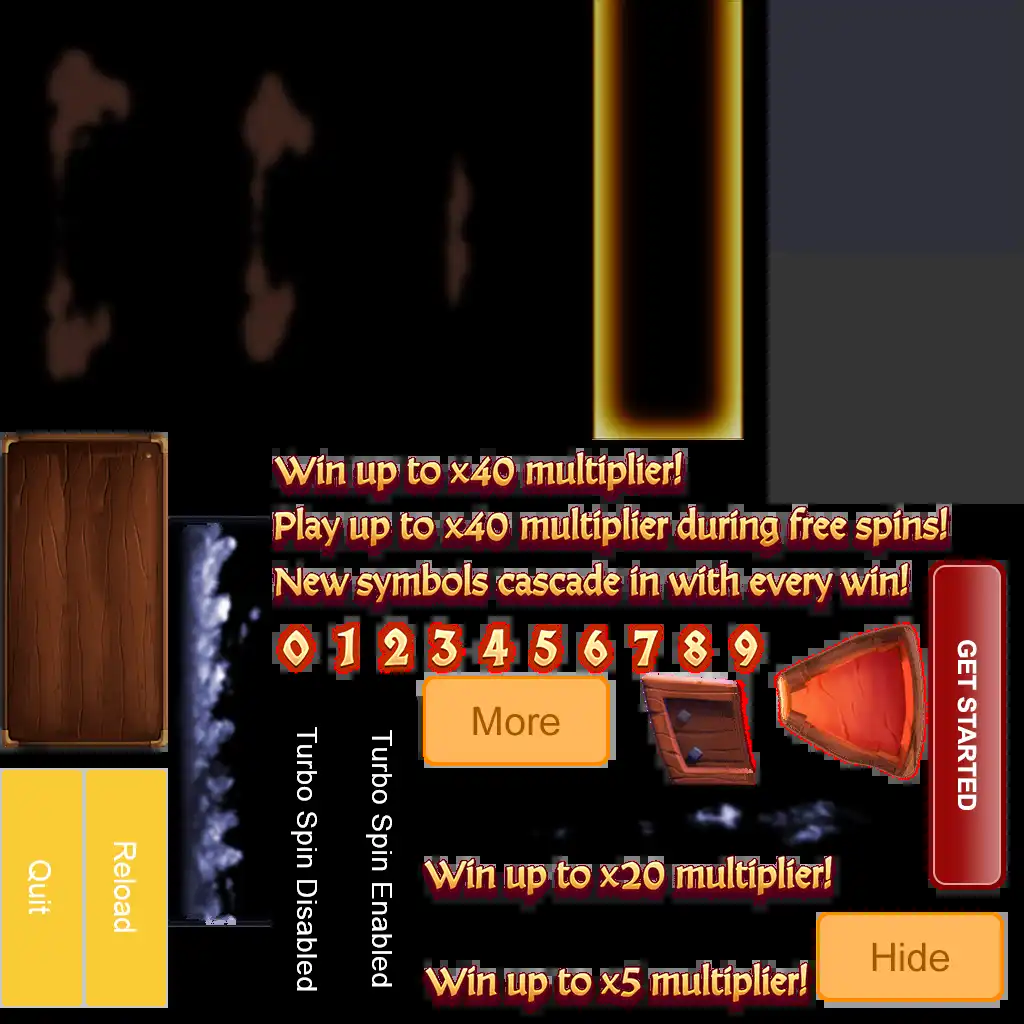 Win up to x40 multiplier!
Play up to x40 multiplier during free spins!
New symbols cascade in with every win!
0 1 2 3 4 5 6 7 8 9
More
GET STARTED
Turbo Spin Disabled
Turbo Spin Enabled
Quit
Reload
Win up to x20 multiplier!
Hide
Win up to x5 multiplier!